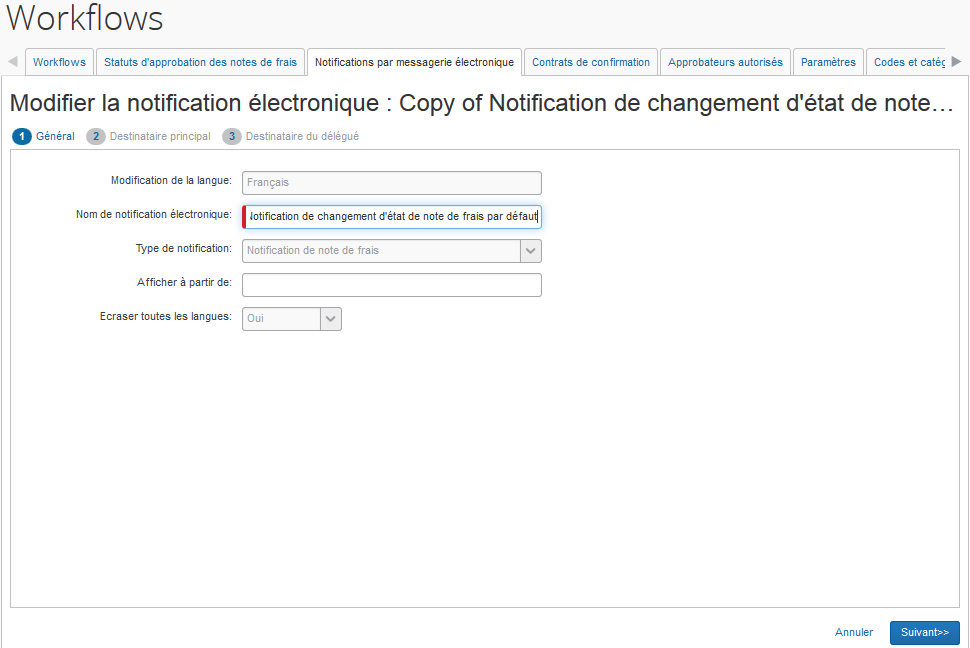 Workflows
Workflows Statuts d'approbation des notes de frais Notifications par messagerie électronique Contrats de confirmation Approbateurs autorisés Paramètres Codes et catég
Modifier la notification électronique : Copy of Notification de changement d'état de note...
1 Général 2 Destinataire principal 3 Destinataire du délégué
Modification de la langue: Français
Nom de notification électronique: Notification de changement d'état de note de frais par défaut
Type de notification: Notification de note de frais
Afficher à partir de:
Ecraser toutes les langues: Oui
Annuler Suivant>>